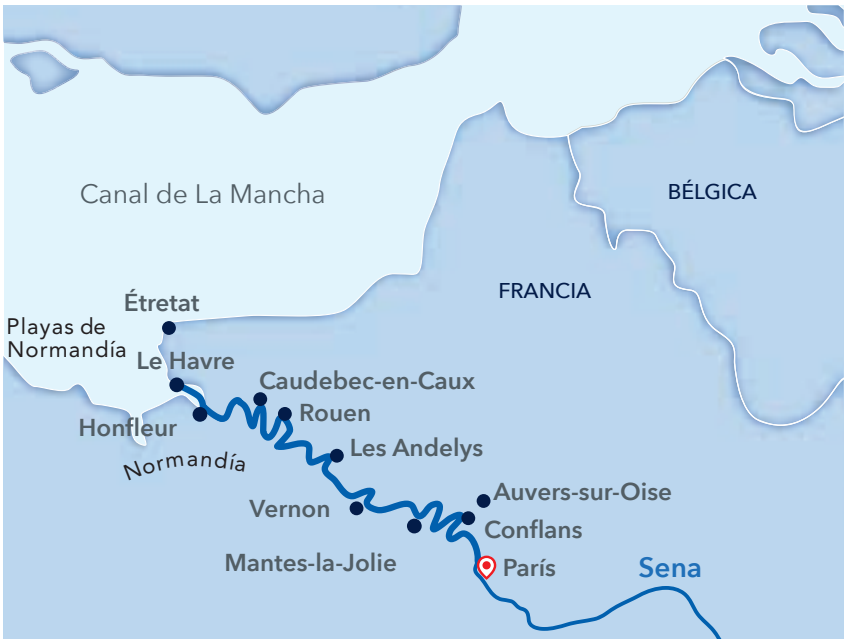 Canal de La Mancha
BÉLGICA
FRANCIA
Étretat
Playas de
Normandía
Le Havre
Caudebec-en-Caux
Rouen
Honfleur
Normandía
Les Andelys
Auvers-sur-Oise
Vernon
Conflans
Mantes-la-Jolie
París
Sena